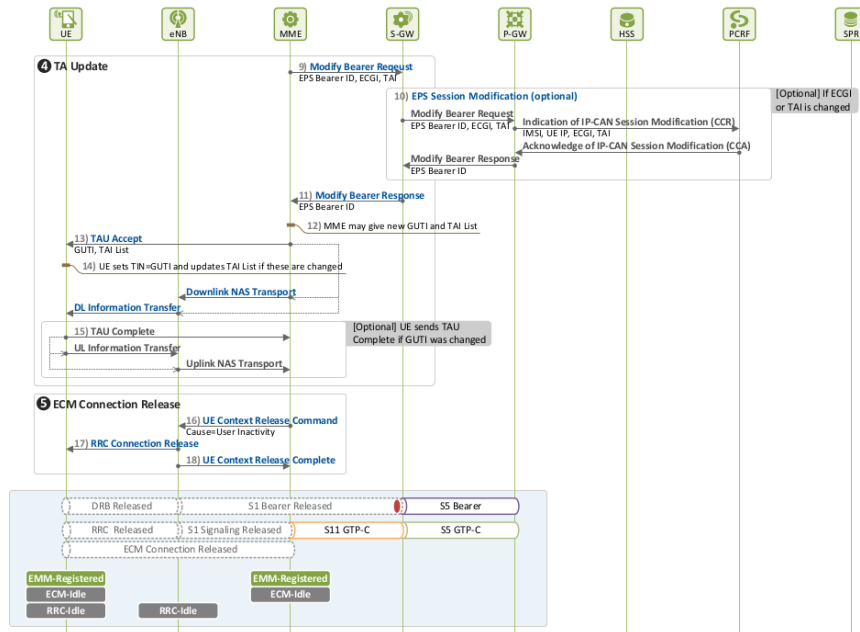 UE
eNB
MME
S-GW
P-GW
HSS
PCRF
SPR
4 TA Update
9) Modify Bearer Reqeust
EPS Bearer ID, ECGI, TAI
10) EPS Session Modification (optional)
[Optional] If ECGI
or TAI is changed
Modify Bearer Request
EPS Bearer ID, ECGI, TAI
Indication of IP-CAN Session Modification (CCR)
IMSI, UE IP, ECGI, TAI
Acknowledge of IP-CAN Session Modification (CCA)
Modify Bearer Response
EPS Bearer ID
11) Modify Bearer Response
EPS Bearer ID
12) MME may give new GUTI and TAI List
13) TAU Accept
GUTI, TAI List
14) UE sets TIN=GUTI and updates TAI List if these are changed
Downlink NAS Transport
DL Information Transfer
[Optional] UE sends TAU
Complete if GUTI was changed
15) TAU Complete
UL Information Transfer
Uplink NAS Transport
5 ECM Connection Release
16) UE Context Release Command
Cause=User Inactivity
17) RRC Connection Release
18) UE Context Release Complete
DRB Released
S1 Bearer Released
S5 Bearer
RRC Released
S1 Signaling Released
S11 GTP-C
S5 GTP-C
ECM Connection Released
EMM-Registered
EMM-Registered
ECM-Idle
ECM-Idle
RRC-Idle
RRC-Idle